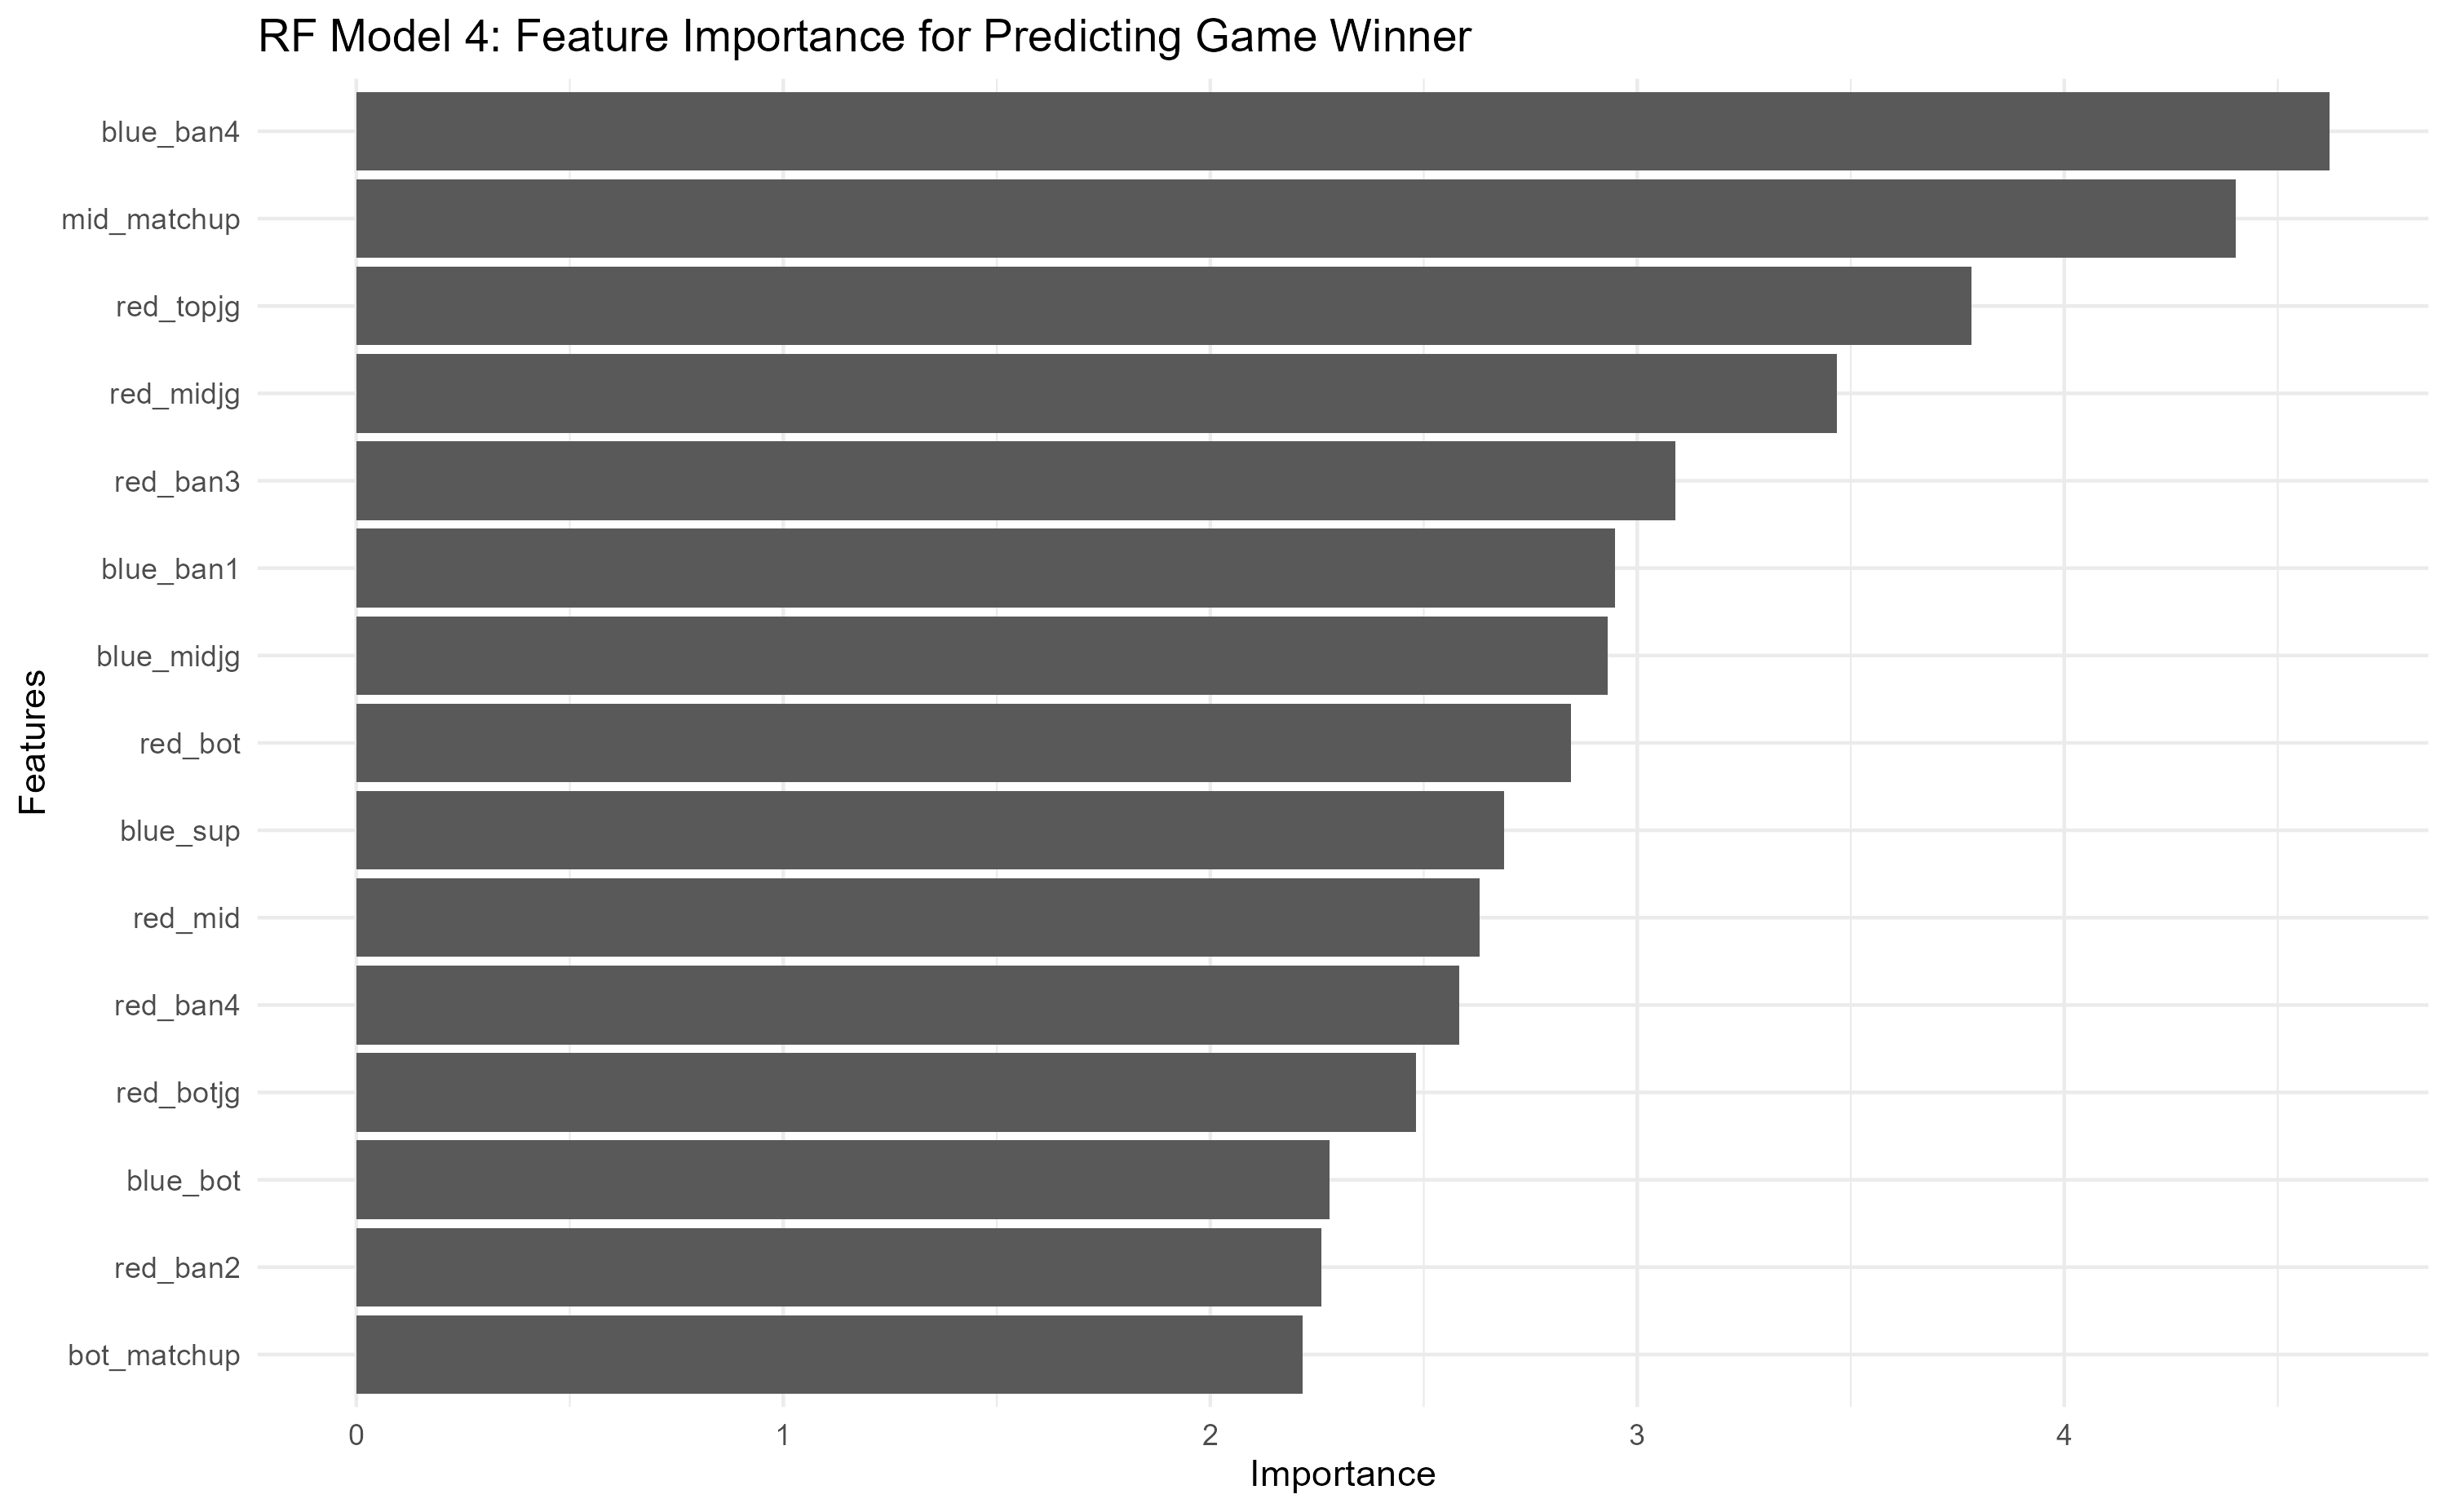 RF Model 4: Feature Importance for Predicting Game Winner
Features
blue_ban4
mid_matchup
red_topjg
red_midjg
red_ban3
blue_ban1
blue_midjg
red_bot
blue_sup
red_mid
red_ban4
red_botjg
blue_bot
red_ban2
bot_matchup
0 1 2 3 4
Importance